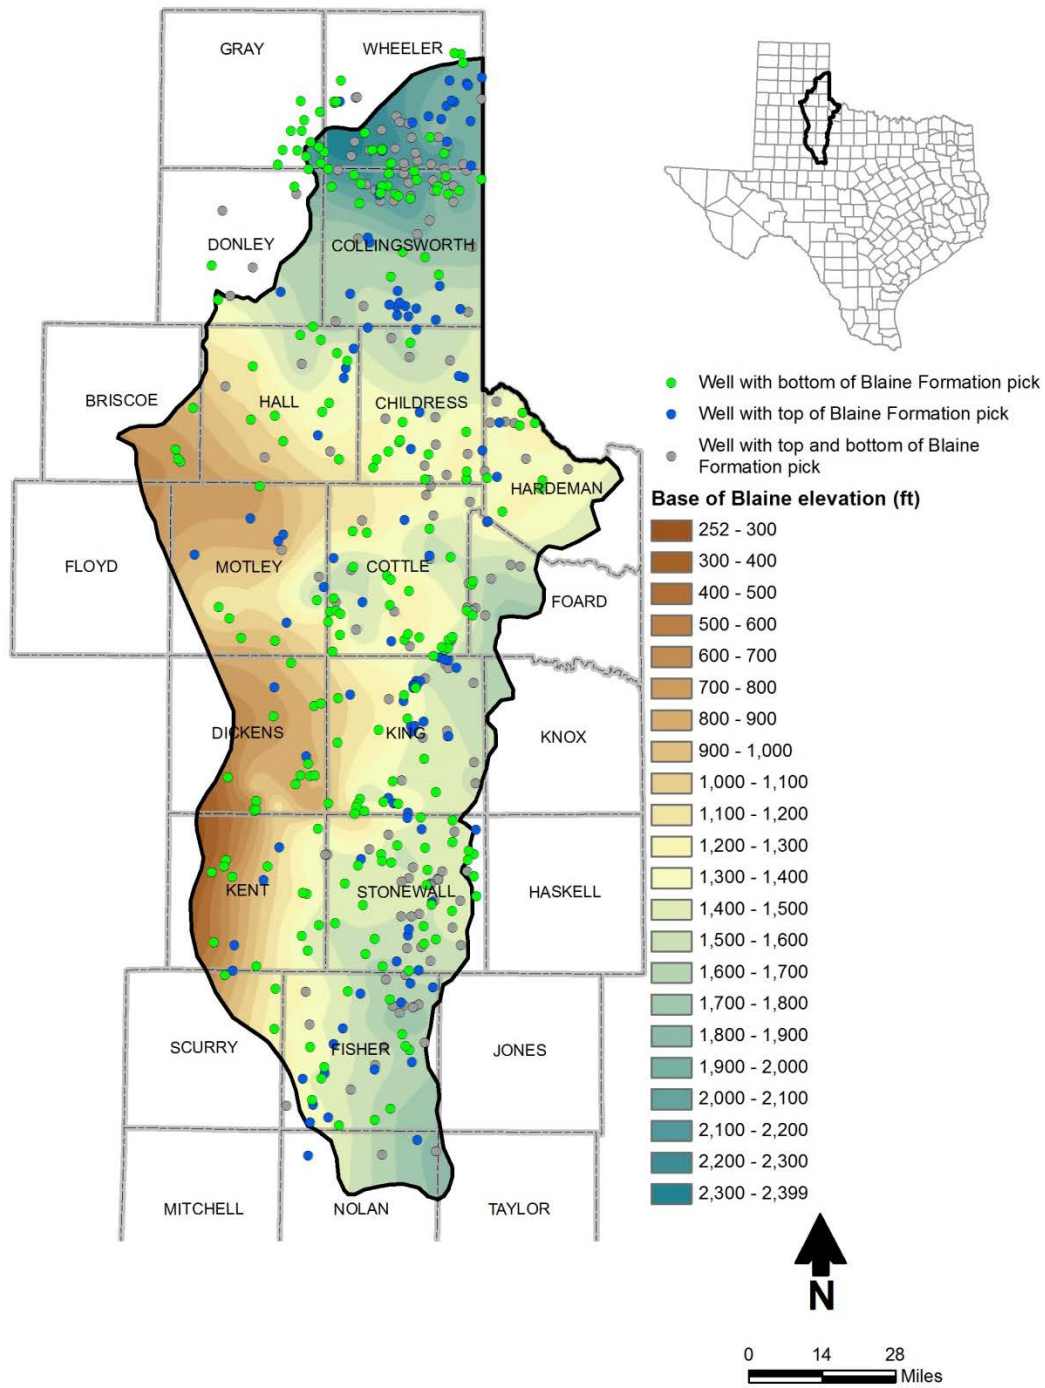 GRAY
WHEELER
DONLEY
COLLINGSWORTH
BRISCOE
HALL
CHILDRESS
HARDEMAN
FLOYD
MOTLEY
COTTLE
FOARD
DICKENS
KING
KNOX
KENT
STONEWALL
HASKELL
SCURRY
FISHER
JONES
MITCHELL
NOLAN
TAYLOR
Well with bottom of Blaine Formation pick
Well with top of Blaine Formation pick
Well with top and bottom of Blaine
Formation pick
Base of Blaine elevation (ft)
252 - 300
300 - 400
400 - 500
500 - 600
600 - 700
700 - 800
800 - 900
900 - 1,000
1,000 - 1,100
1,100 - 1,200
1,200 - 1,300
1,300 - 1,400
1,400 - 1,500
1,500 - 1,600
1,600 - 1,700
1,700 - 1,800
1,800 - 1,900
1,900 - 2,000
2,000 - 2,100
2,100 - 2,200
2,200 - 2,300
2,300 - 2,399
N
0 14 28
Miles